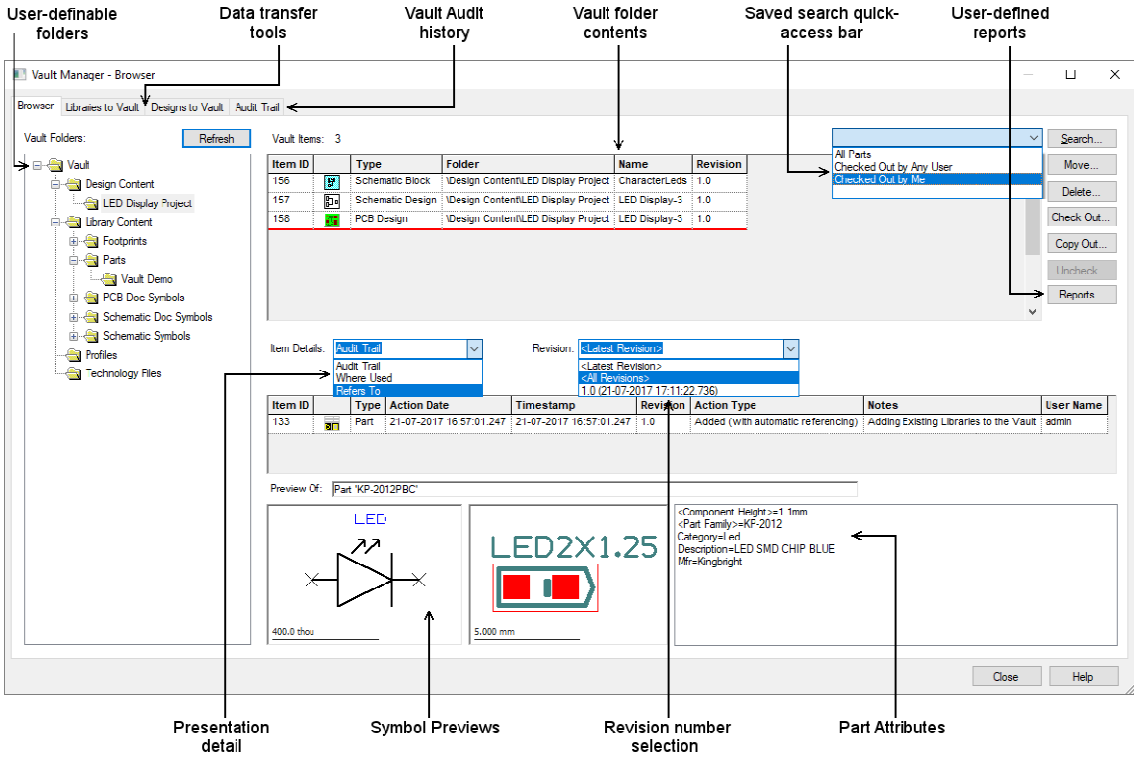 User-definable folders
Data transfer tools
Vault Audit history
Vault folder contents
Saved search quick-access bar
User-defined reports
Vault Manager - Browser
Browser Libraries to Vault Designs to Vault Audit Trail
Vault Folders: Refresh Vault Items: 3 Search...
All Parts
Checked Out by Any User
Checked Out by Me
Move...
Delete...
Check Out...
Copy Out...
Uncheck
Reports...
Vault
Design Content
LED Display Project
Library Content
Footprints
Parts
Vault Demo
PCB Doc Symbols
Schematic Doc Symbols
Schematic Symbols
Profiles
Technology Files
Item ID Type Folder Name Revision
156 Schematic Block \Design Content\LED Display Project CharacterLeds 1.0
157 Schematic Design \Design Content\LED Display Project LED Display-3 1.0
158 PCB Design \Design Content\LED Display Project LED Display-3 1.0
Item Details: Audit Trail Revision: <Latest Revision>
Audit Trail
Where Used
Refers To
<Latest Revision>
<All Revisions>
1.0 (21-07-2017 17:11:22.736)
Item ID Type Action Date Timestamp Revision Action Type Notes User Name
133 Part 21-07-2017 16:57:01.247 21-07-2017 16:57:01.247 1.0 Added (with automatic referencing) Adding Existing Libraries to the Vault admin
Preview Of: Part 'KP-2012PBC'
LED
400.0 thou
LED2X1.25
5.000 mm
<Component Height>=1.1mm
<Part Family>=KP-2012
Category=Led
Description=LED SMD CHIP BLUE
Mfr=Kingbright
Close Help
Presentation detail
Symbol Previews
Revision number selection
Part Attributes